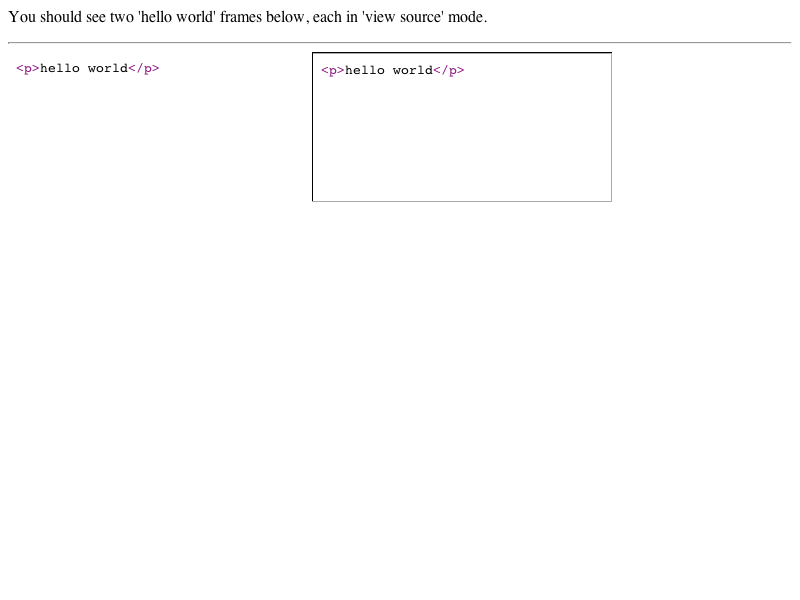 You should see two 'hello world' frames below, each in 'view source' mode.
<p>hello world</p>
<p>hello world</p>